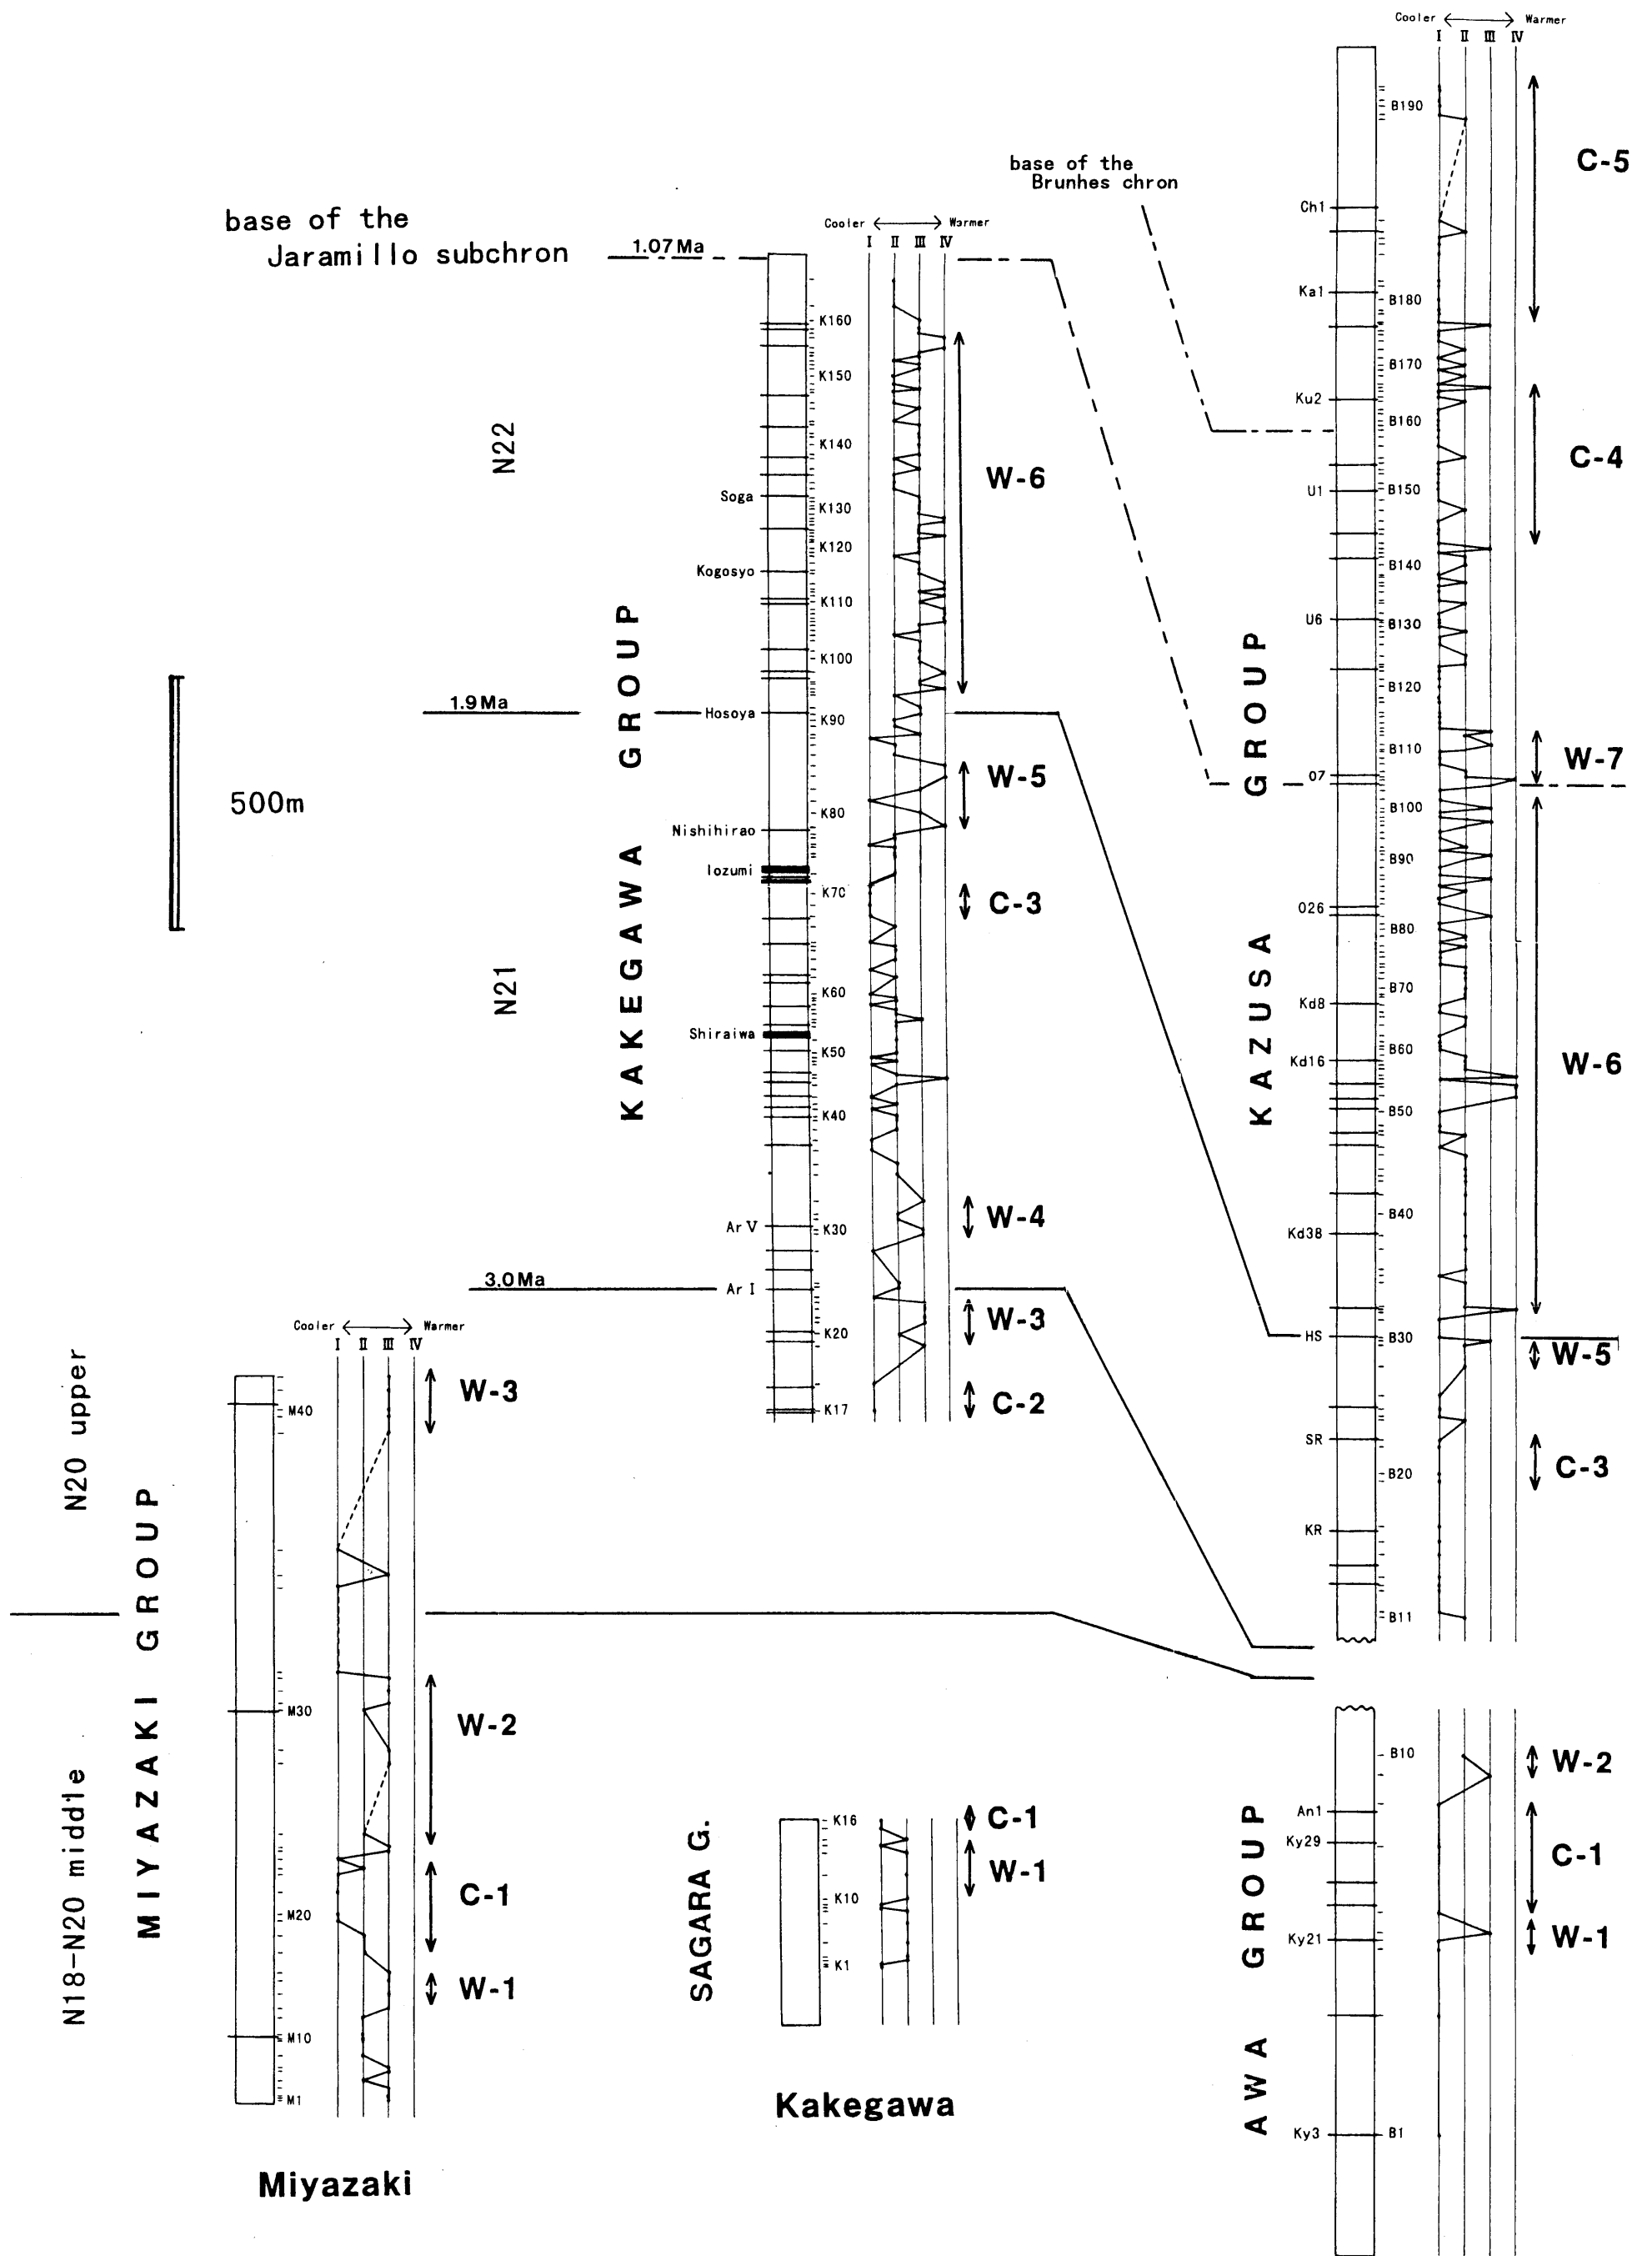 Cooler Warmer
I II III IV
B190
C-5
base of the
Brunhes chron
Ch1
base of the
Jaramillo subchron
1.07Ma
Cooler Warmer
I II III IV
Ka1
B180
K160
B170
K150
Ku2
B160
C-4
N22
K140
W-6
Soga
K130
U1
B150
K120
B140
Kogosyo
K110
U6
B130
K100
B120
1.9Ma
Hosoya
K90
B110
W-7
W-5
O7
500m
K80
B100
Nishihirao
B90
Iozumi
K70
C-3
O26
B80
N21
K60
B70
Kd8
Shiraiwa
K50
B60
Kd16
W-6
KAKEGAWA GROUP
KAZUSA GROUP
K40
B50
W-4
Ar V
K30
B40
Kd38
3.0Ma
Ar I
W-3
K20
HS
B30
W-5
Cooler Warmer
I II III IV
W-3
C-2
K17
M40
SR
C-3
B20
N20 upper
KR
MIYAZAKI GROUP
B11
M30
W-2
B10
W-2
N18-N20 middle
K16
C-1
An1
Ky29
W-1
C-1
C-1
K10
M20
SAGARA G.
Ky21
W-1
K1
W-1
AWA GROUP
M10
M1
Kakegawa
Ky3
B1
Miyazaki